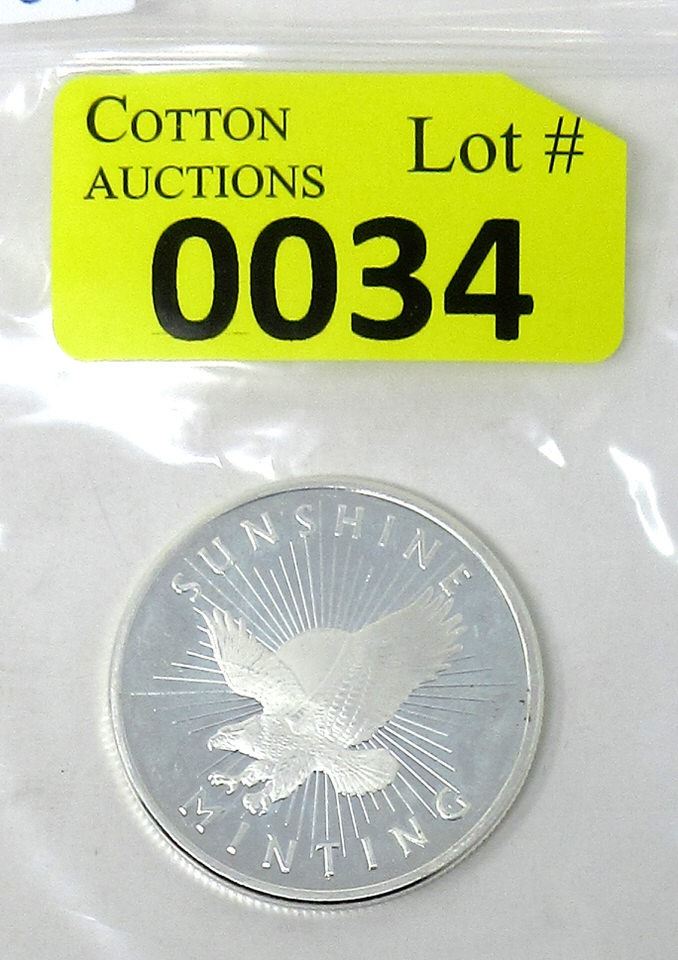 COTTON
AUCTIONS
Lot #
0034
SUNSHINE
MINTING